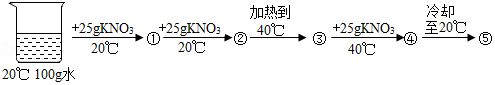 加热到 冷却
+25gKNO₃ +25gKNO₃ 40℃ +25gKNO₃ 至20℃
20℃ ① 20℃ ② ③ 40℃ ④ ⑤
20℃ 100g水